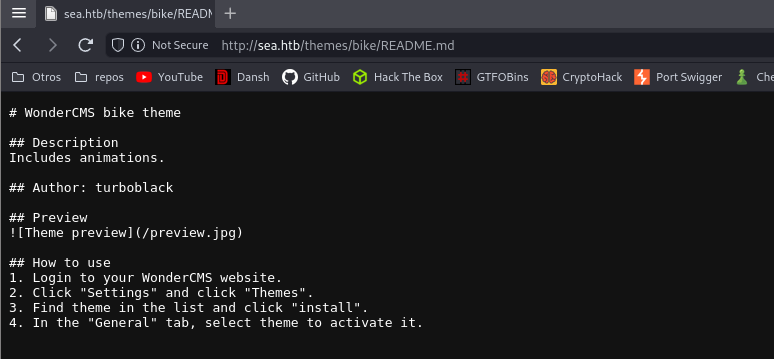 sea.htb/themes/bike/READM
Not Secure http://sea.htb/themes/bike/README.md
Otros repos YouTube Dansh GitHub Hack The Box GTFOBins CryptoHack Port Swigger Che
# WonderCMS bike theme
## Description
Includes animations.
## Author: turboblack
## Preview
![Theme preview](/preview.jpg)
## How to use
1. Login to your WonderCMS website.
2. Click "Settings" and click "Themes".
3. Find theme in the list and click "install".
4. In the "General" tab, select theme to activate it.